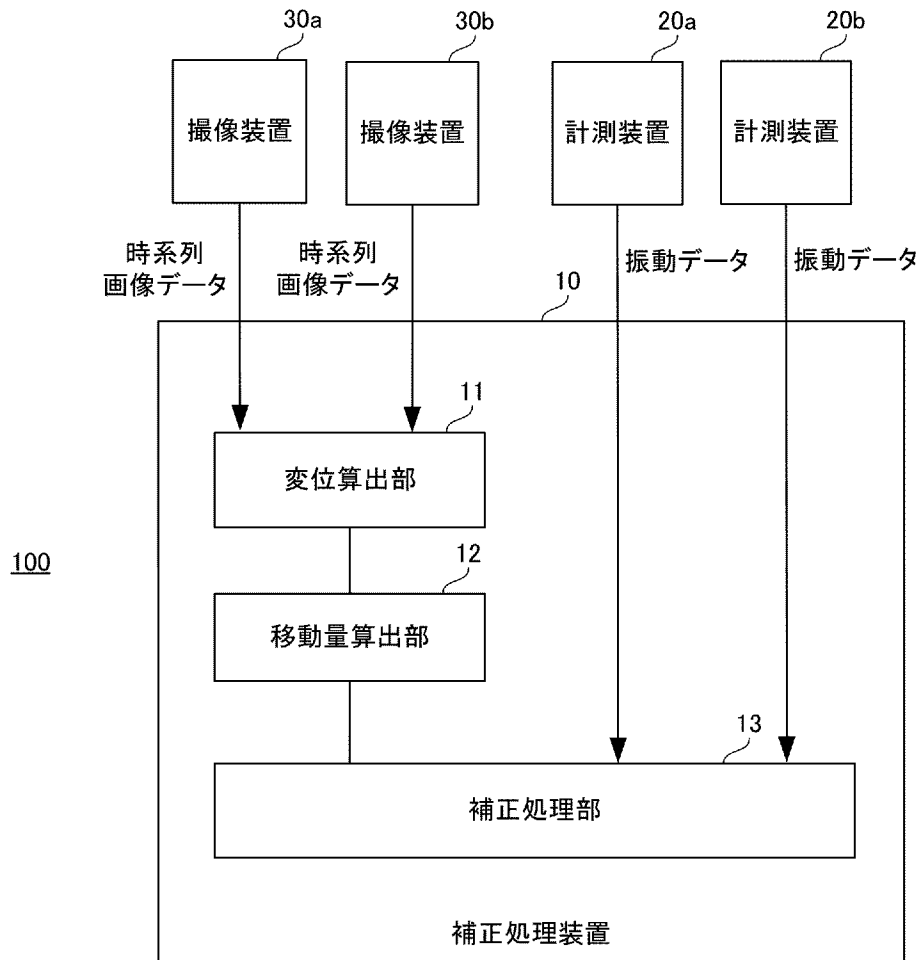 30a
30b
20a
20b
撮像装置
撮像装置
計測装置
計測装置
時系列
画像データ
時系列
画像データ
振動データ
振動データ
10
11
変位算出部
100
12
移動量算出部
13
補正処理部
補正処理装置